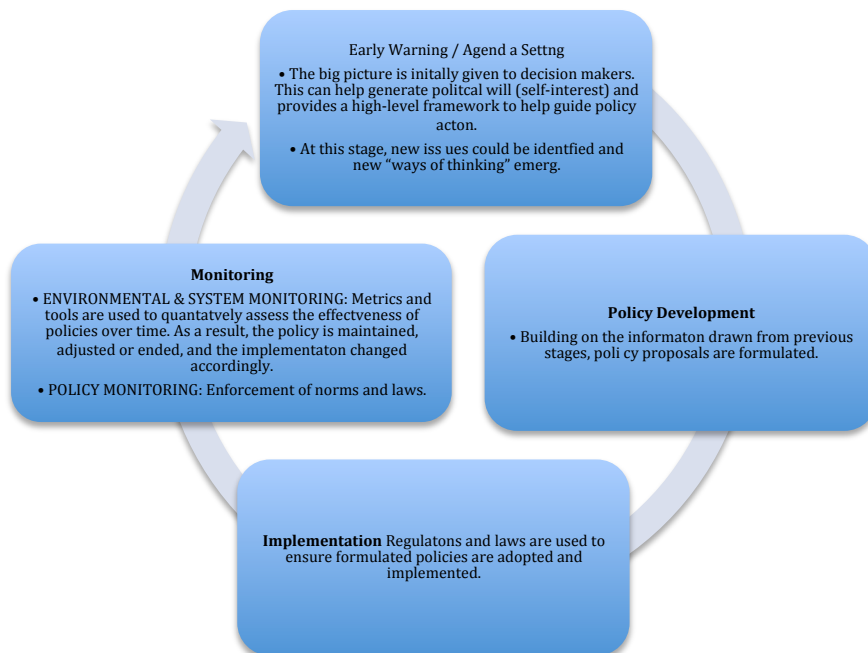 Early Warning / Agend a Settng
• The big picture is initally given to decision makers.
This can help generate politcal will (self-interest) and
provides a high-level framework to help guide policy
acton.
• At this stage, new iss ues could be identfied and
new “ways of thinking” emerg.
Policy Development
• Building on the informaton drawn from previous
stages, poli cy proposals are formulated.
Implementation Regulatons and laws are used to
ensure formulated policies are adopted and
implemented.
Monitoring
• ENVIRONMENTAL & SYSTEM MONITORING: Metrics and
tools are used to quantatvely assess the effectveness of
policies over time. As a result, the policy is maintained,
adjusted or ended, and the implementaton changed
accordingly.
• POLICY MONITORING: Enforcement of norms and laws.